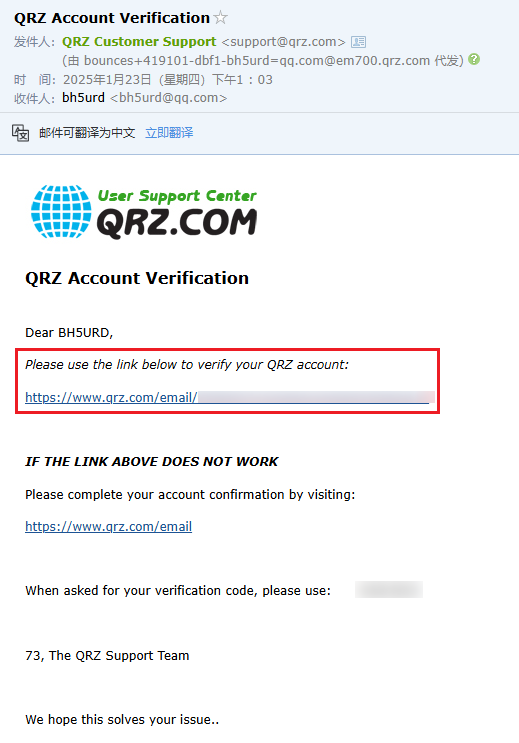 QRZ Account Verification
发件人：QRZ Customer Support <support@qrz.com>
(由 bounces+419101-dbf1-bh5urd=qq.com@em700.qrz.com 代发)
时　间：2025年1月23日（星期四）下午1：03
收件人：bh5urd <bh5urd@qq.com>
邮件可翻译为中文 立即翻译
User Support Center
QRZ.COM
QRZ Account Verification
Dear BH5URD,
Please use the link below to verify your QRZ account:
https://www.qrz.com/email/
IF THE LINK ABOVE DOES NOT WORK
Please complete your account confirmation by visiting:
https://www.qrz.com/email
When asked for your verification code, please use:
73, The QRZ Support Team
We hope this solves your issue..